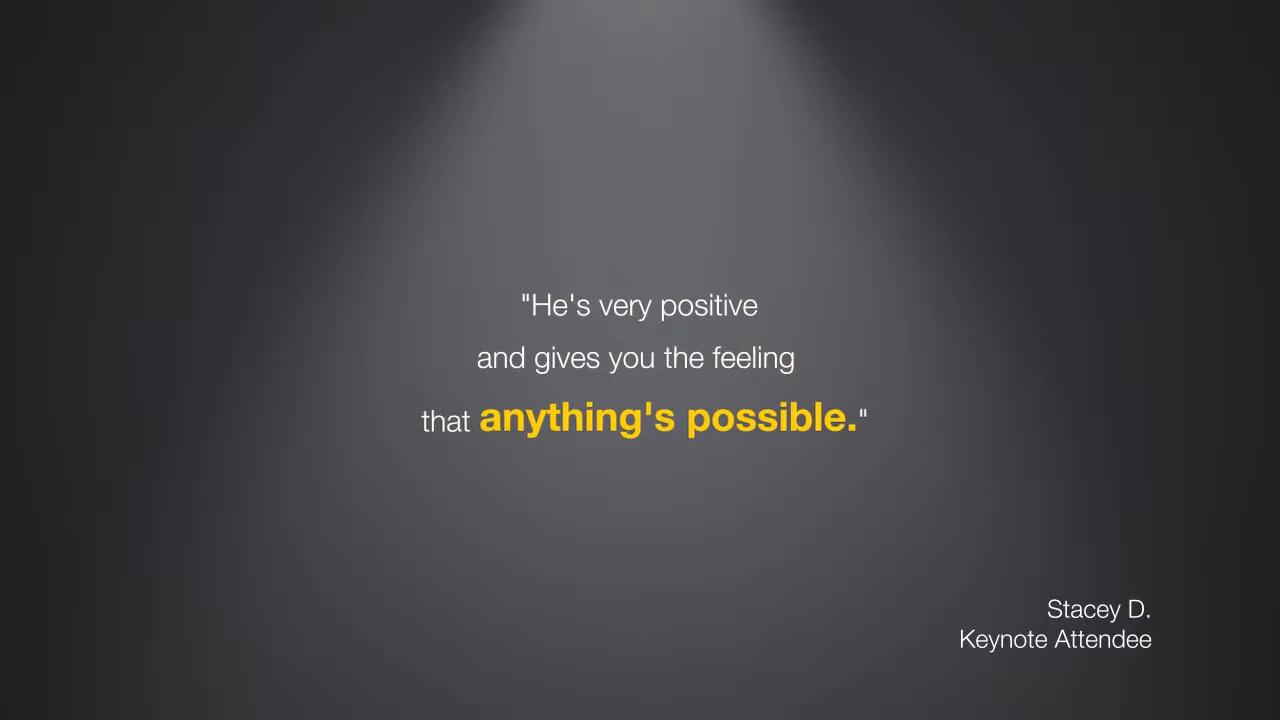 "He's very positive
and gives you the feeling
that anything's possible."
Stacey D.
Keynote Attendee